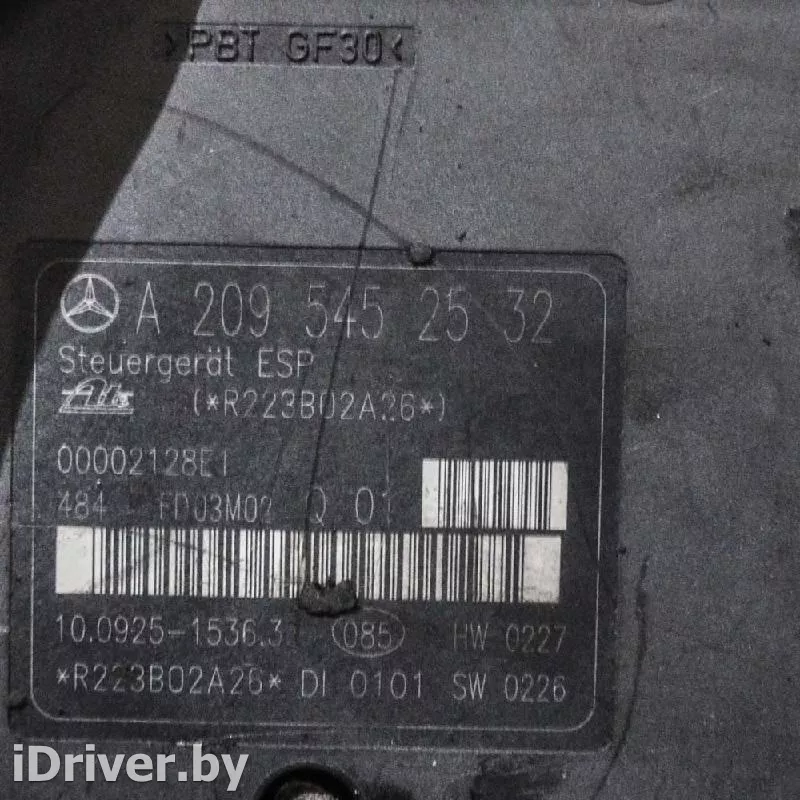 >PBT GF30<
A 209 545 25 32
Steuergerät ESP
Ate (*R223B02A26*)
00002128E1
484 FD03M02 Q 01
10.0925-1536.3 085 HW 0227
*R223B02A26* DI 0101 SW 0226
iDriver.by